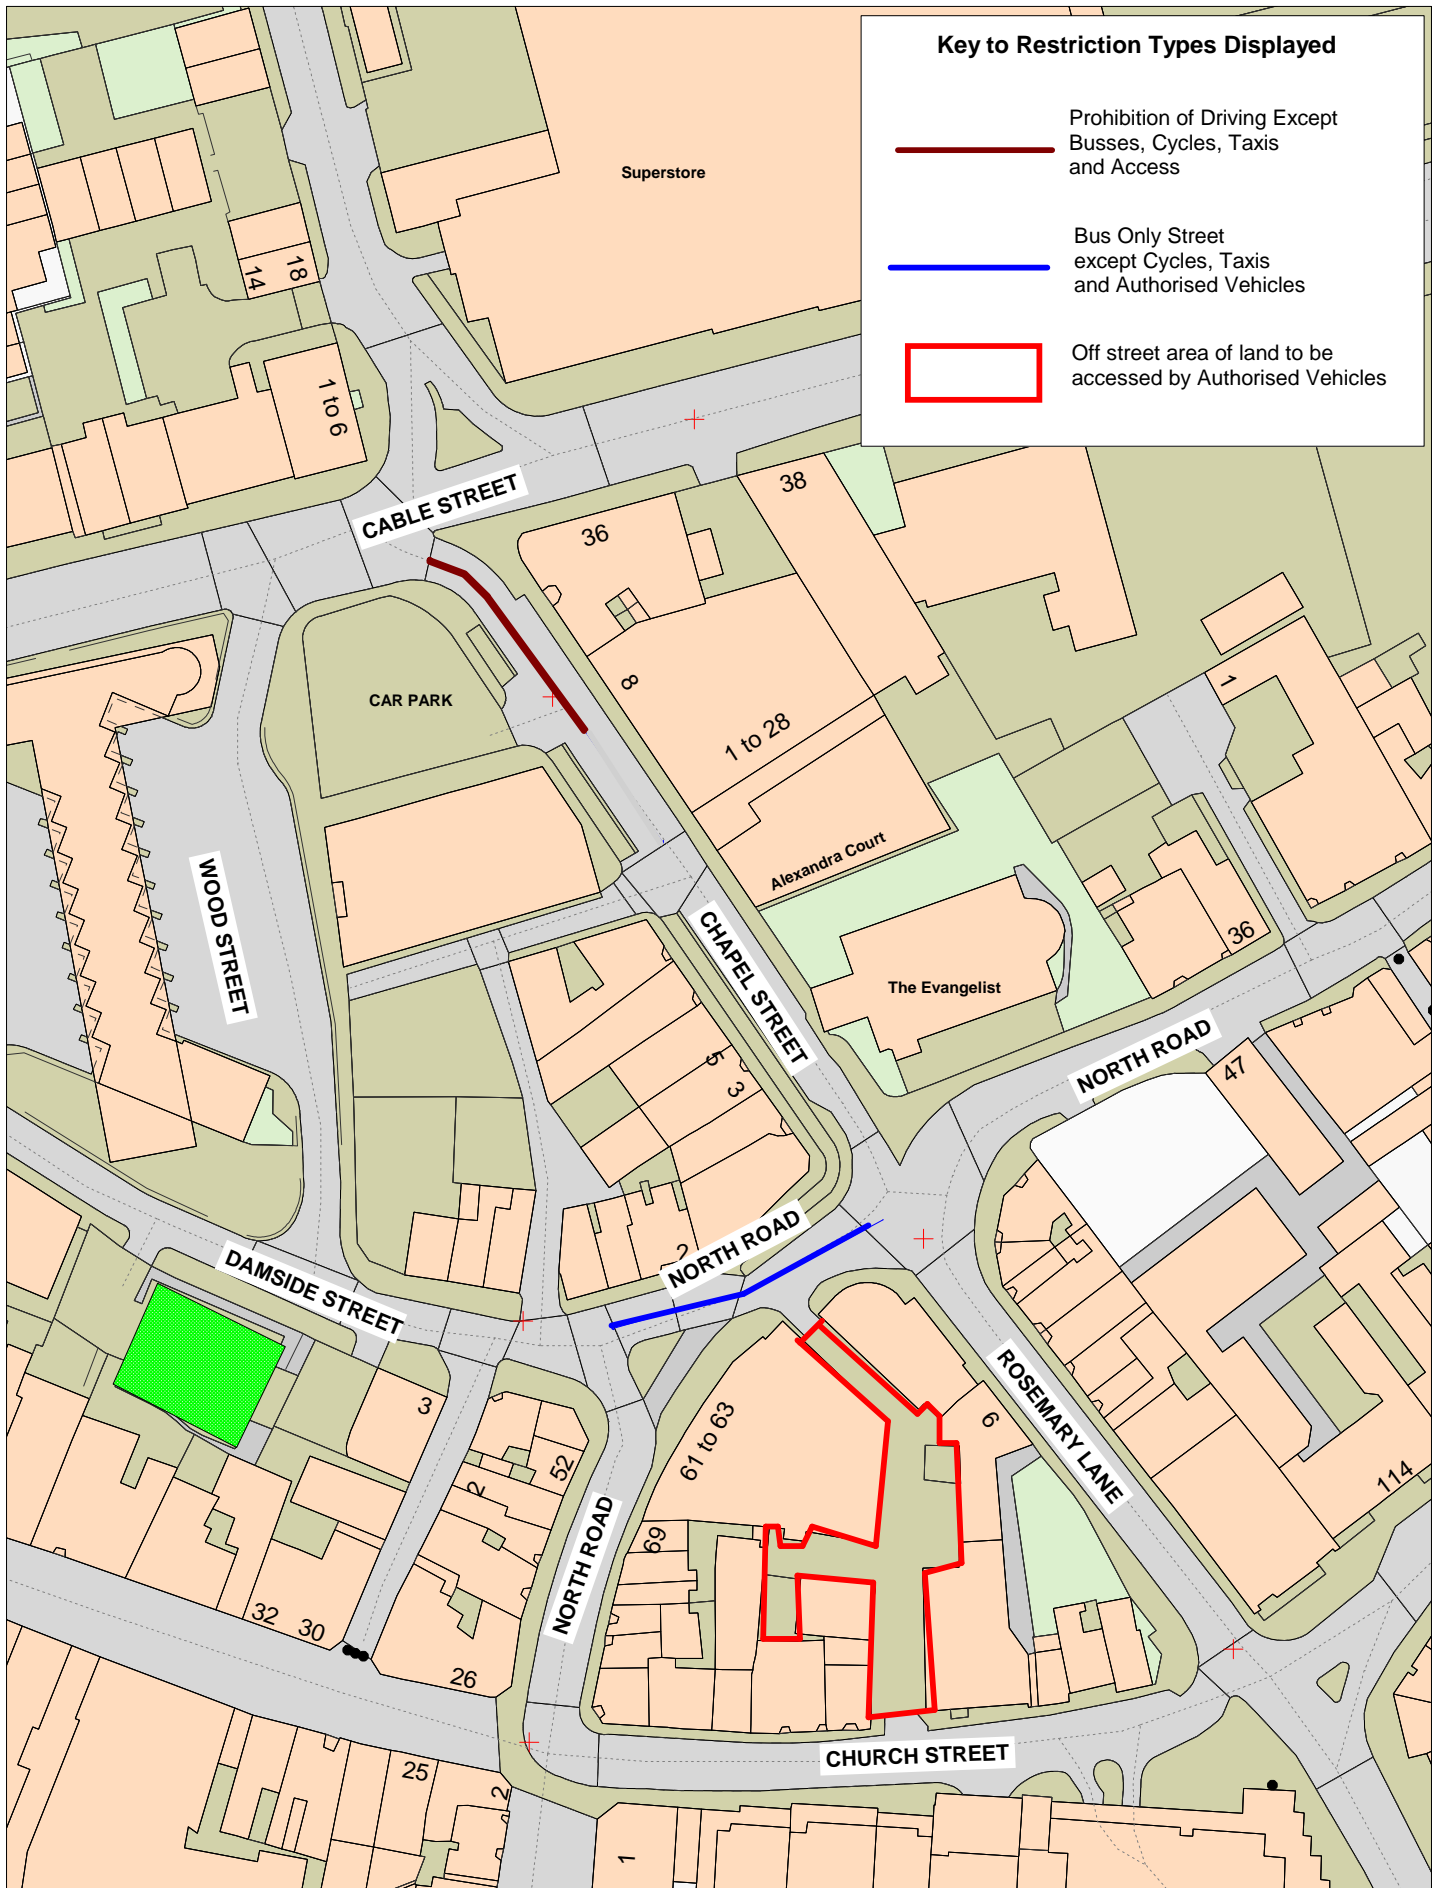 Key to Restriction Types Displayed
Prohibition of Driving Except
Busses, Cycles, Taxis
and Access
Bus Only Street
except Cycles, Taxis
and Authorised Vehicles
Off street area of land to be
accessed by Authorised Vehicles
Superstore
14
18
1 to 6
CABLE STREET
36
38
CAR PARK
8
1 to 28
1
Alexandra Court
WOOD STREET
CHAPEL STREET
The Evangelist
36
NORTH ROAD
47
5
3
2
NORTH ROAD
DAMSIDE STREET
3
2
52
61 to 63
6
ROSEMARY LANE
114
69
NORTH ROAD
32
30
26
CHURCH STREET
25
2
1